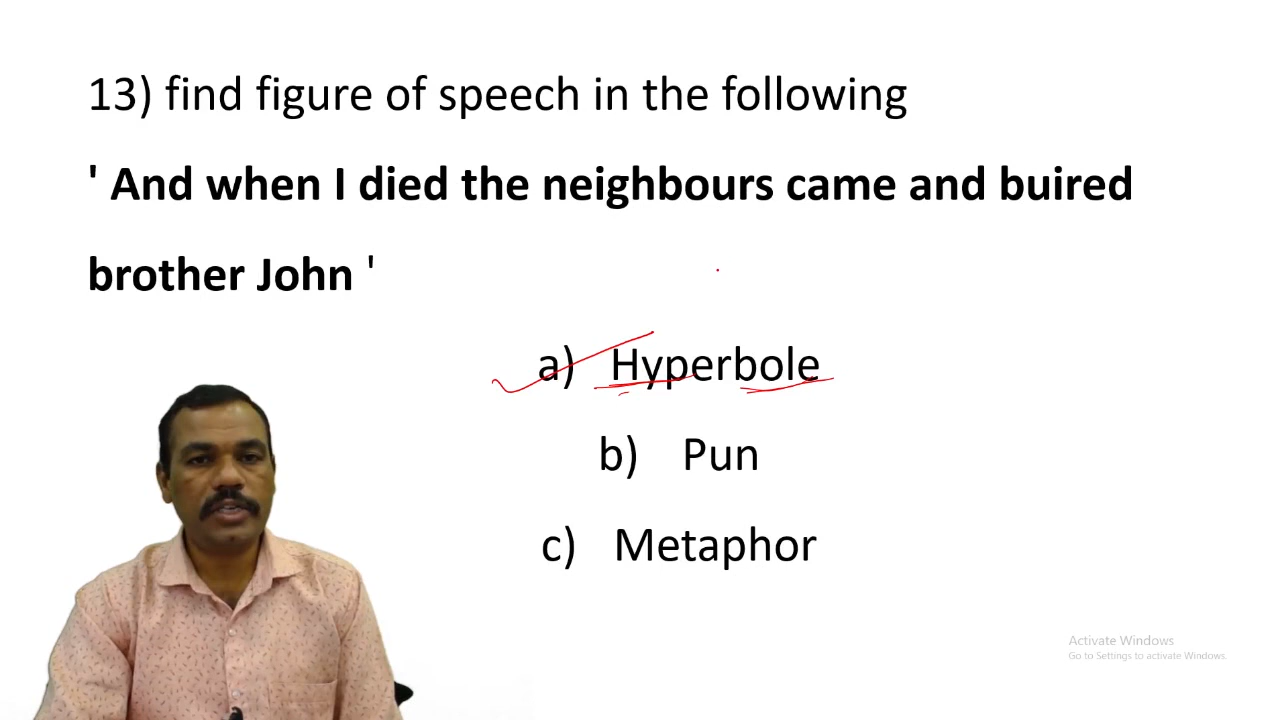 13) find figure of speech in the following
' And when I died the neighbours came and buired
brother John '
a) Hyperbole
b) Pun
c) Metaphor
Activate Windows
Go to Settings to activate Windows.